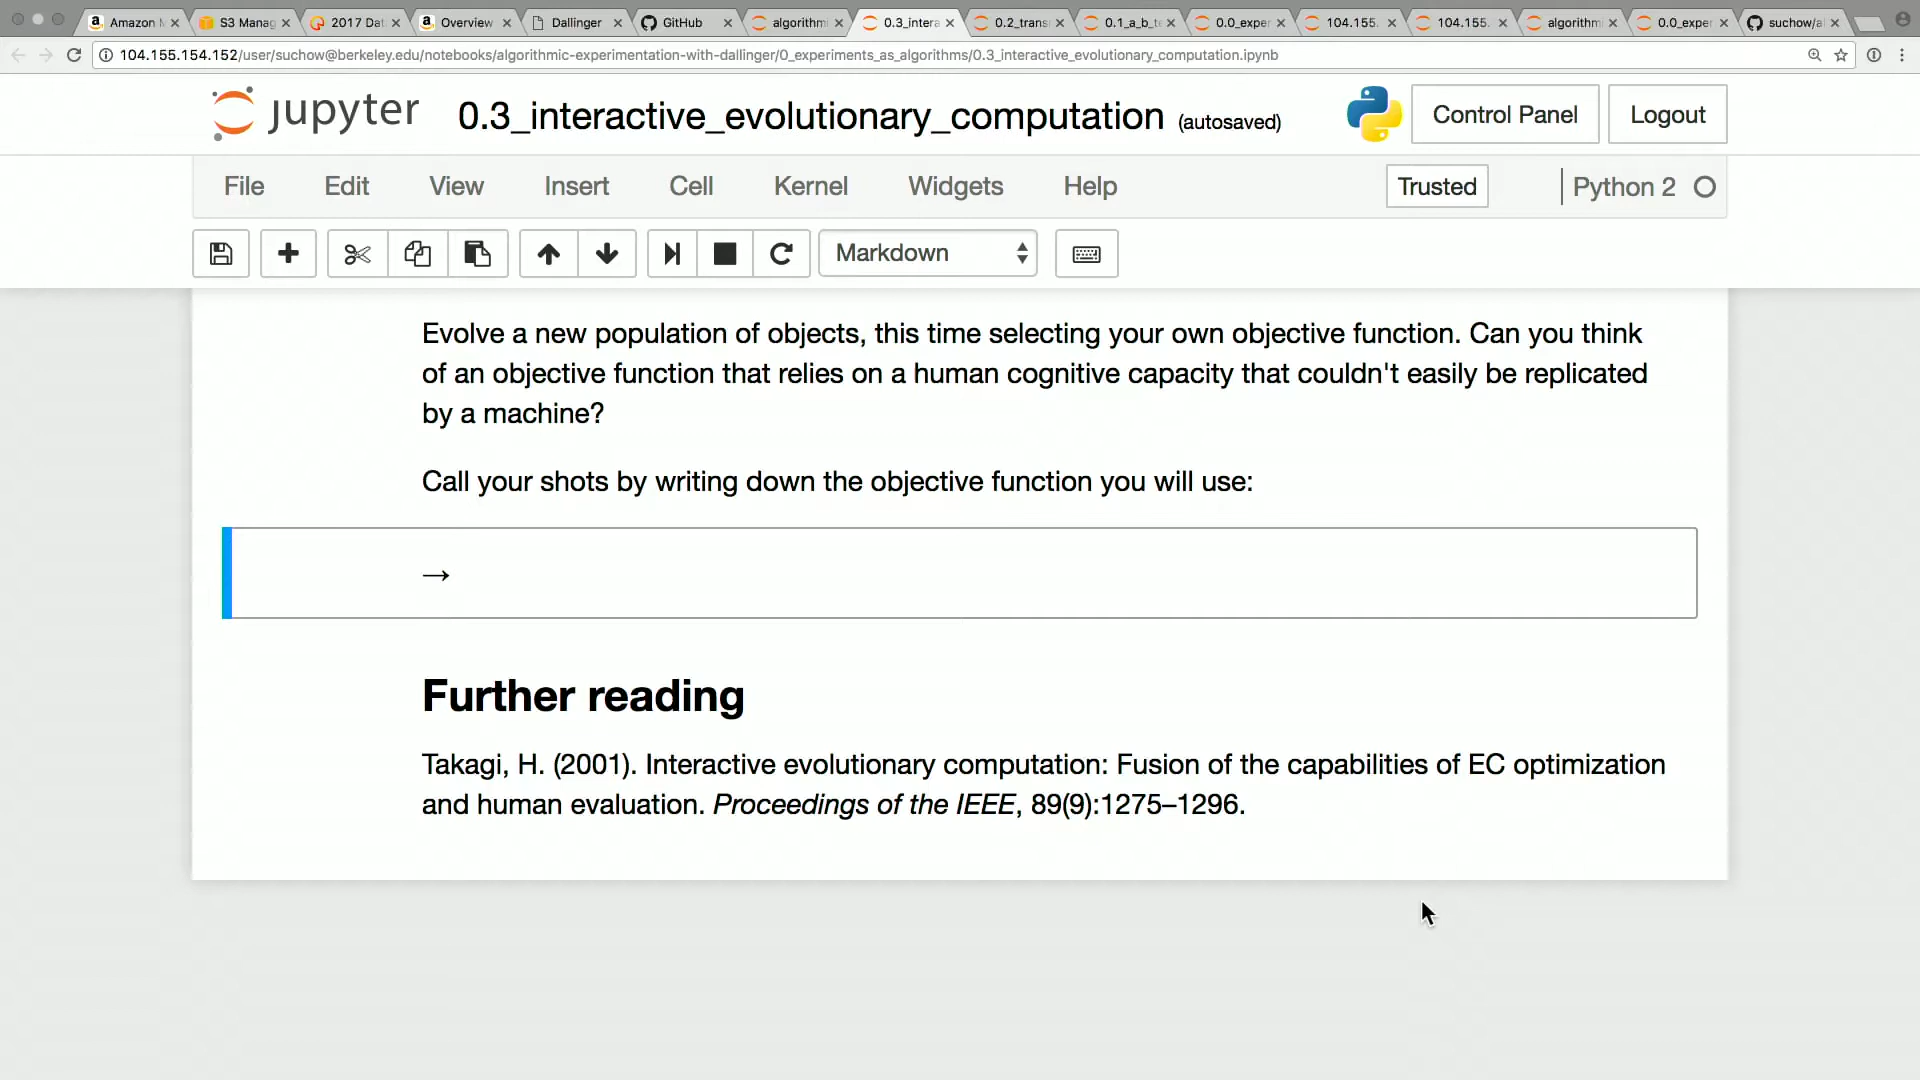 Amazon M
S3 Manag
2017 Dat
Overview
Dallinger
GitHub
algorithmi
0.3_intera
0.2_trans
0.1_a_b_te
0.0_exper
104.155.
104.155.
algorithm
0.0_exper
suchow/a
104.155.154.152/user/suchow@berkeley.edu/notebooks/algorithmic-experimentation-with-dallinger/0_experiments_as_algorithms/0.3_interactive_evolutionary_computation.ipynb
jupyter 0.3_interactive_evolutionary_computation (autosaved) Control Panel Logout
File Edit View Insert Cell Kernel Widgets Help Trusted Python 2
Markdown
Evolve a new population of objects, this time selecting your own objective function. Can you think
of an objective function that relies on a human cognitive capacity that couldn't easily be replicated
by a machine?
Call your shots by writing down the objective function you will use:
→
Further reading
Takagi, H. (2001). Interactive evolutionary computation: Fusion of the capabilities of EC optimization
and human evaluation. Proceedings of the IEEE, 89(9):1275–1296.